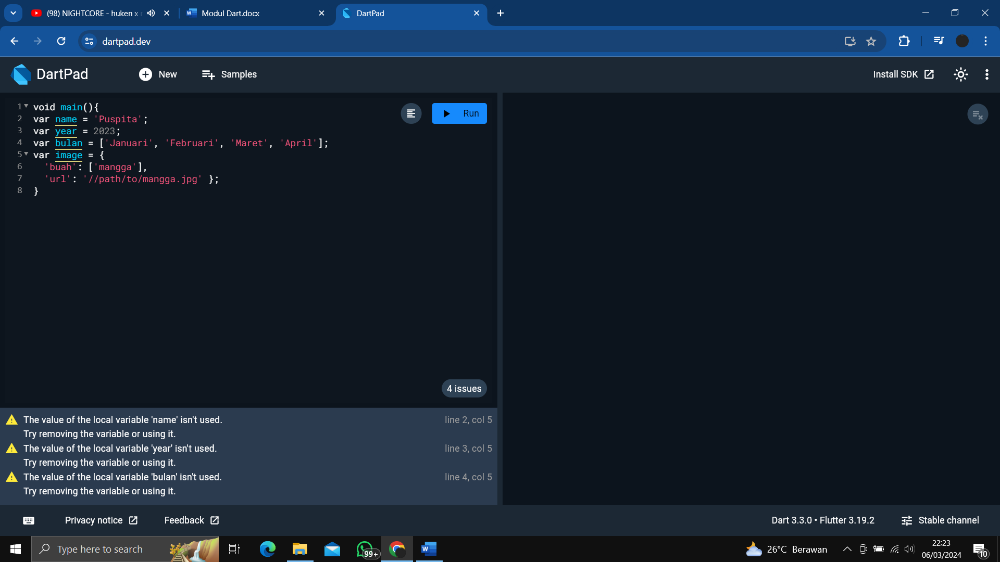 (98) NIGHTCORE - huken x
Modul Dart.docx
DartPad
dartpad.dev
DartPad
New
Samples
Install SDK
Run
1 void main(){
2 var name = 'Puspita';
3 var year = 2023;
4 var bulan = ['Januari', 'Februari', 'Maret', 'April'];
5 var image = {
6 'buah': ['mangga'],
7 'url': '//path/to/mangga.jpg' };
8 }
4 issues
The value of the local variable 'name' isn't used. line 2, col 5
Try removing the variable or using it.
The value of the local variable 'year' isn't used. line 3, col 5
Try removing the variable or using it.
The value of the local variable 'bulan' isn't used. line 4, col 5
Try removing the variable or using it.
Privacy notice
Feedback
Dart 3.3.0 • Flutter 3.19.2
Stable channel
Type here to search
99+
26°C Berawan
22:23
06/03/2024
10